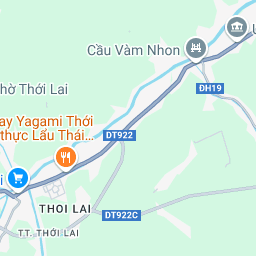 U
Cầu Vàm Nhon
ĐH19
hờ Thới Lai
ay Yagami Thới
thực Lẩu Thái...
DT922
i
THOI LAI
DT922C
TT. THỚI LAI